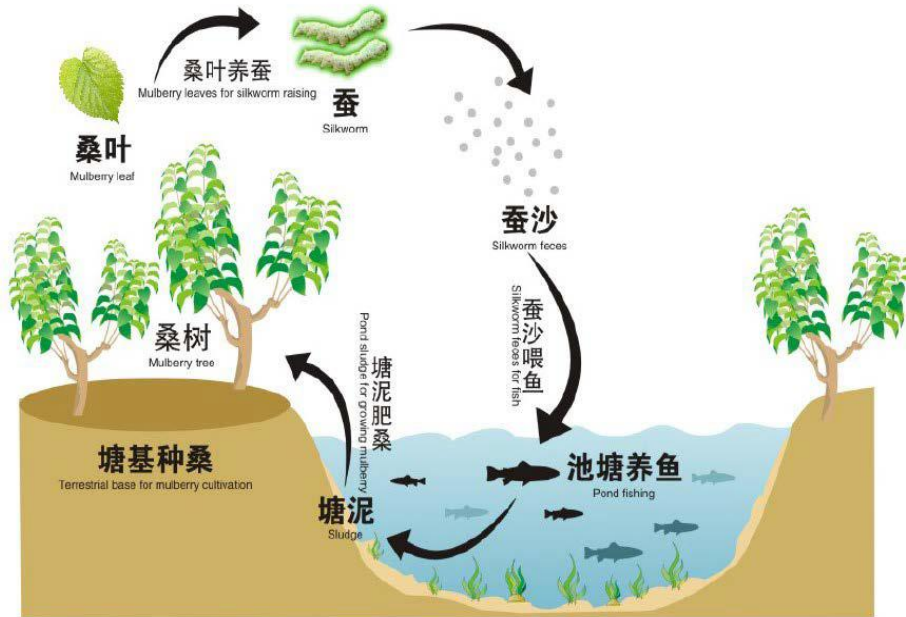 桑叶养蚕
Mulberry leaves for silkworm raising
蚕
Silkworm
桑叶
Mulberry leaf
蚕沙
Silkworm feces
蚕沙喂鱼
Silkworm feces for fish
桑树
Mulberry tree
塘泥肥桑
Pond sludge for growing mulberry
塘基种桑
Terrestrial base for mulberry cultivation
池塘养鱼
Pond fishing
塘泥
Sludge